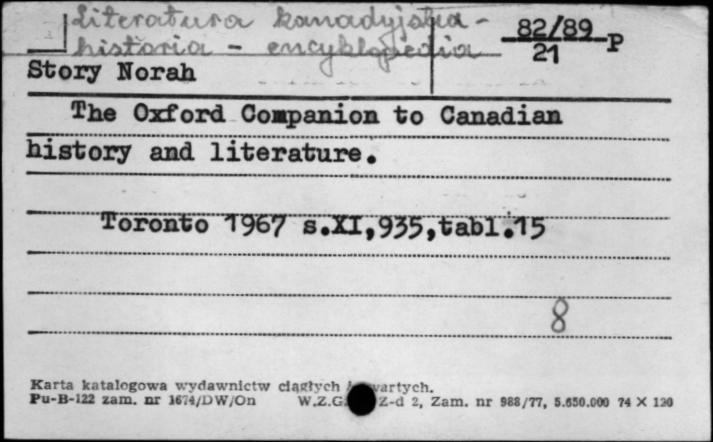 Literatura kanadyjska -
historia - encyklopedia
82/89 P
21
Story Norah
The Oxford Companion to Canadian
history and literature.
Toronto 1967 s.XI,935,tabl.15
8
Karta katalogowa wydawnictw ciągłych
Pu-B-122 zam. nr 1674/DW/On W.Z.G. Z-d 2, Zam. nr 988/77, 5.650.000 74 X 120